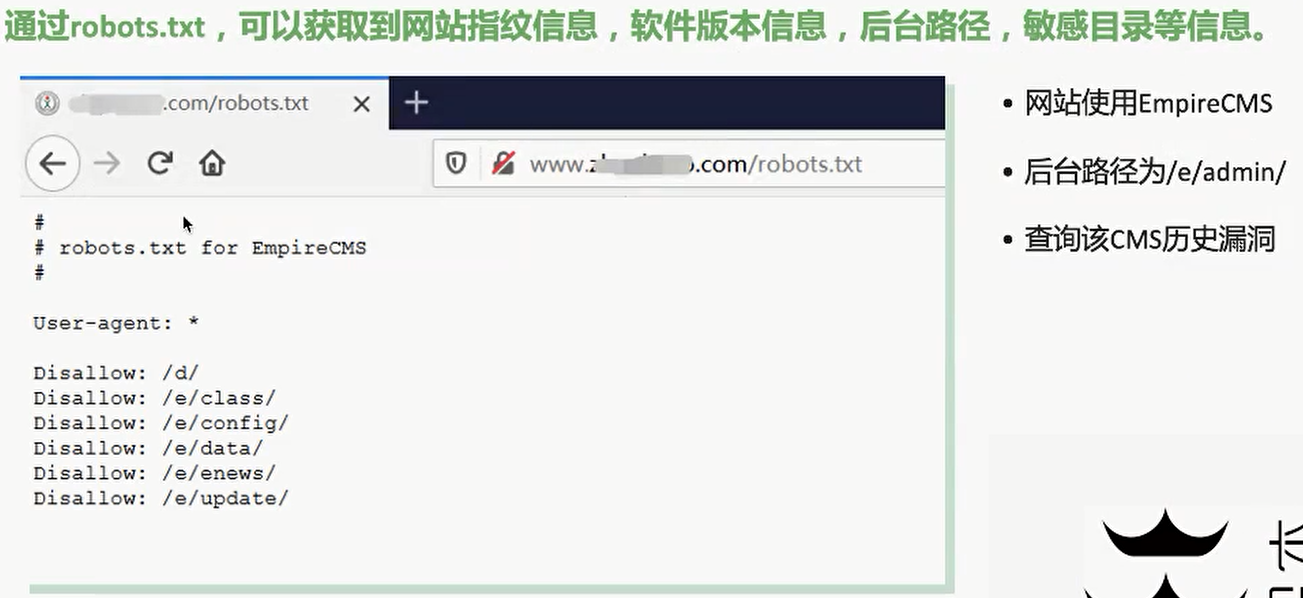 通过robots.txt，可以获取到网站指纹信息，软件版本信息，后台路径，敏感目录等信息。
.com/robots.txt
www.z .com/robots.txt
#
# robots.txt for EmpireCMS
#
User-agent: *
Disallow: /d/
Disallow: /e/class/
Disallow: /e/config/
Disallow: /e/data/
Disallow: /e/enews/
Disallow: /e/update/
• 网站使用EmpireCMS
• 后台路径为/e/admin/
• 查询该CMS历史漏洞